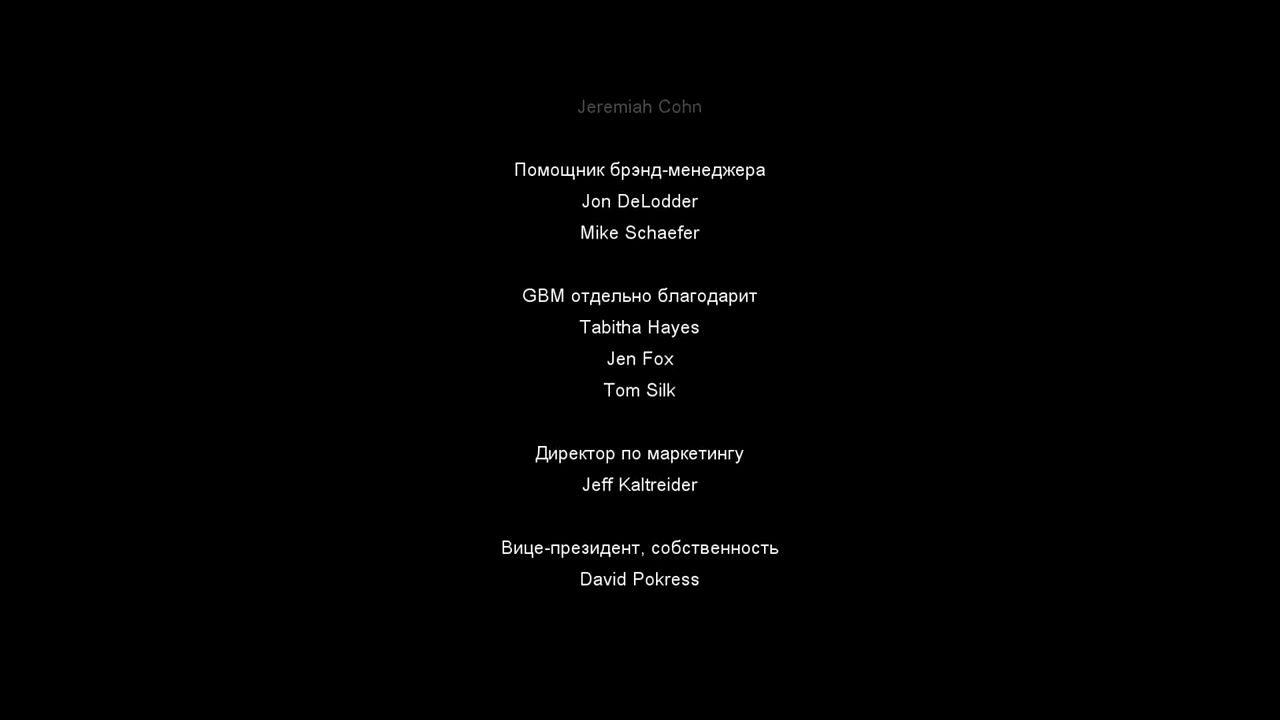 Jeremiah Cohn
Помощник брэнд-менеджера
Jon DeLodder
Mike Schaefer
GBM отдельно благодарит
Tabitha Hayes
Jen Fox
Tom Silk
Директор по маркетингу
Jeff Kaltreider
Вице-президент, собственность
David Pokress